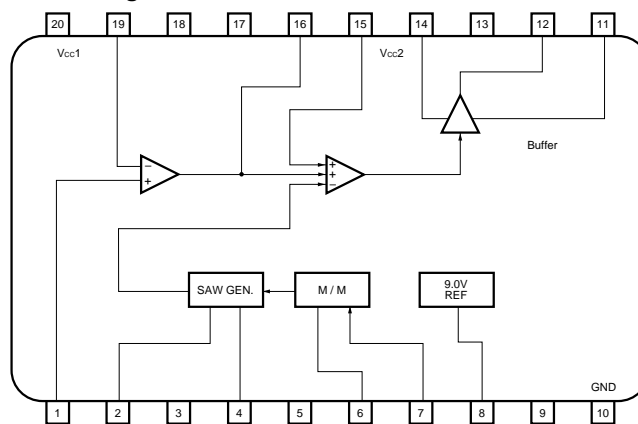 20 19 18 17 16 15 14 13 12 11
Vcc1 Vcc2
Buffer
−
+
+
+
−
SAW GEN. M / M 9.0V
REF
GND
1 2 3 4 5 6 7 8 9 10